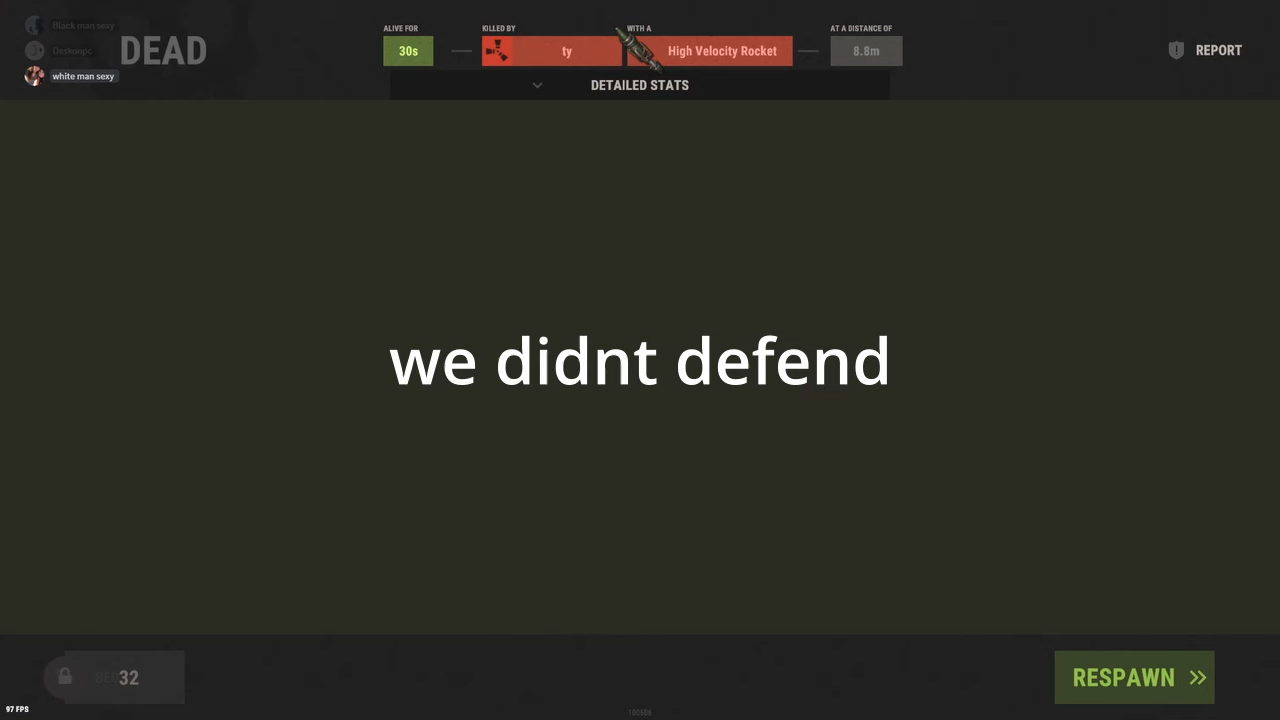 Black man sexy
DEAD
white man sexy
ALIVE FOR
30s
KILLED BY
ty
WITH A
High Velocity Rocket
AT A DISTANCE OF
8.8m
REPORT
DETAILED STATS
we didnt defend
32
RESPAWN
97 FPS